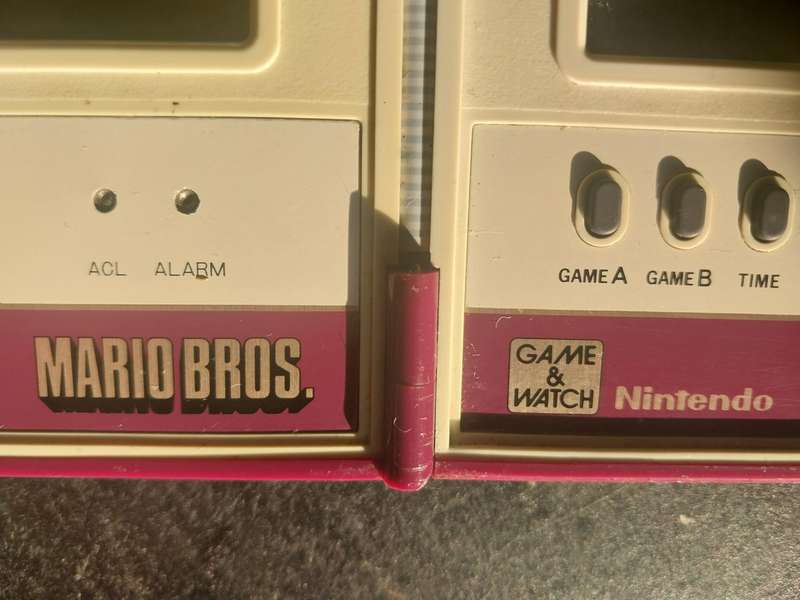 ACL ALARM
MARIO BROS.
GAME A GAME B TIME
GAME
&
WATCH
Nintendo